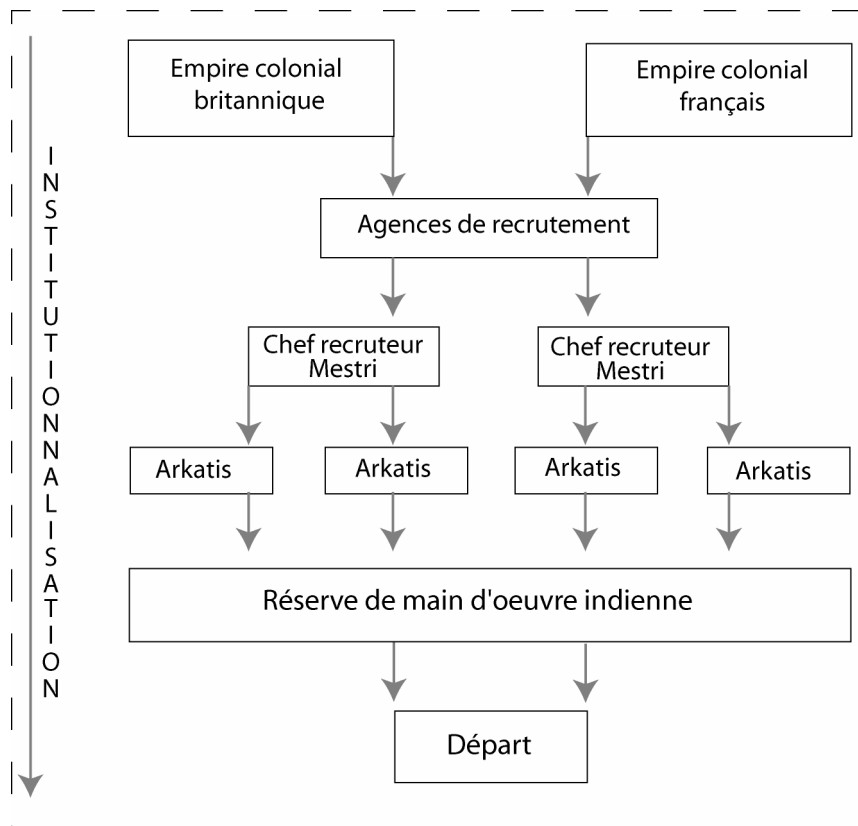 Empire colonial
britannique
Empire colonial
français
INSTITUTIONNALISATION
Agences de recrutement
Chef recruteur
Mestri
Chef recruteur
Mestri
Arkatis
Arkatis
Arkatis
Arkatis
Réserve de main d'oeuvre indienne
Départ